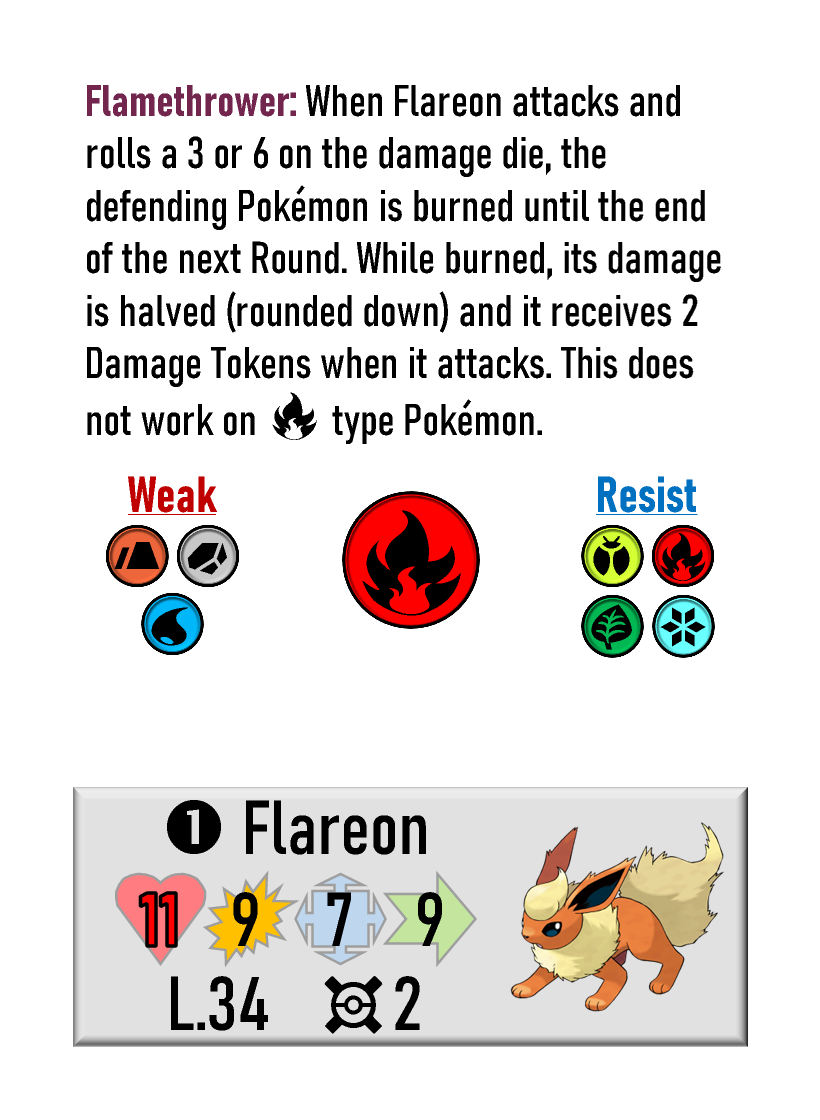 Flamethrower: When Flareon attacks and
rolls a 3 or 6 on the damage die, the
defending Pokémon is burned until the end
of the next Round. While burned, its damage
is halved (rounded down) and it receives 2
Damage Tokens when it attacks. This does
not work on type Pokémon.
Weak
Resist
1 Flareon
11 9 7 9
L.34 2